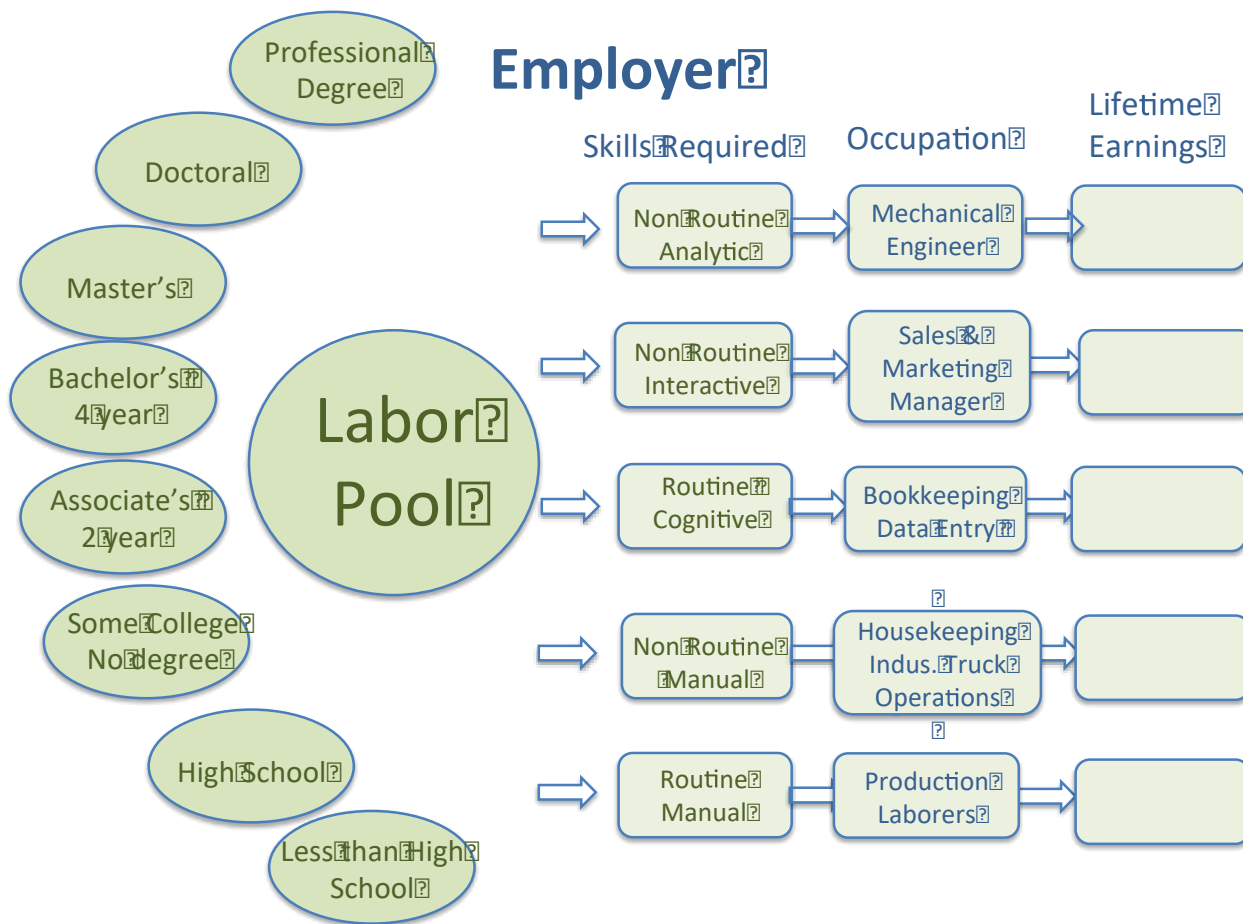 Professional
Degree
Employer
Lifetime
Earnings
Skills Required
Occupation
Doctoral
Non Routine
Analytic
Mechanical
Engineer
Master's
Non Routine
Interactive
Sales &
Marketing
Manager
Bachelor's
4 year
Labor
Pool
Associate's
2 year
Routine
Cognitive
Bookkeeping
Data Entry
Some College
No degree
Non Routine
Manual
Housekeeping
Indus. Truck
Operations
High School
Routine
Manual
Production
Laborers
Less than High
School